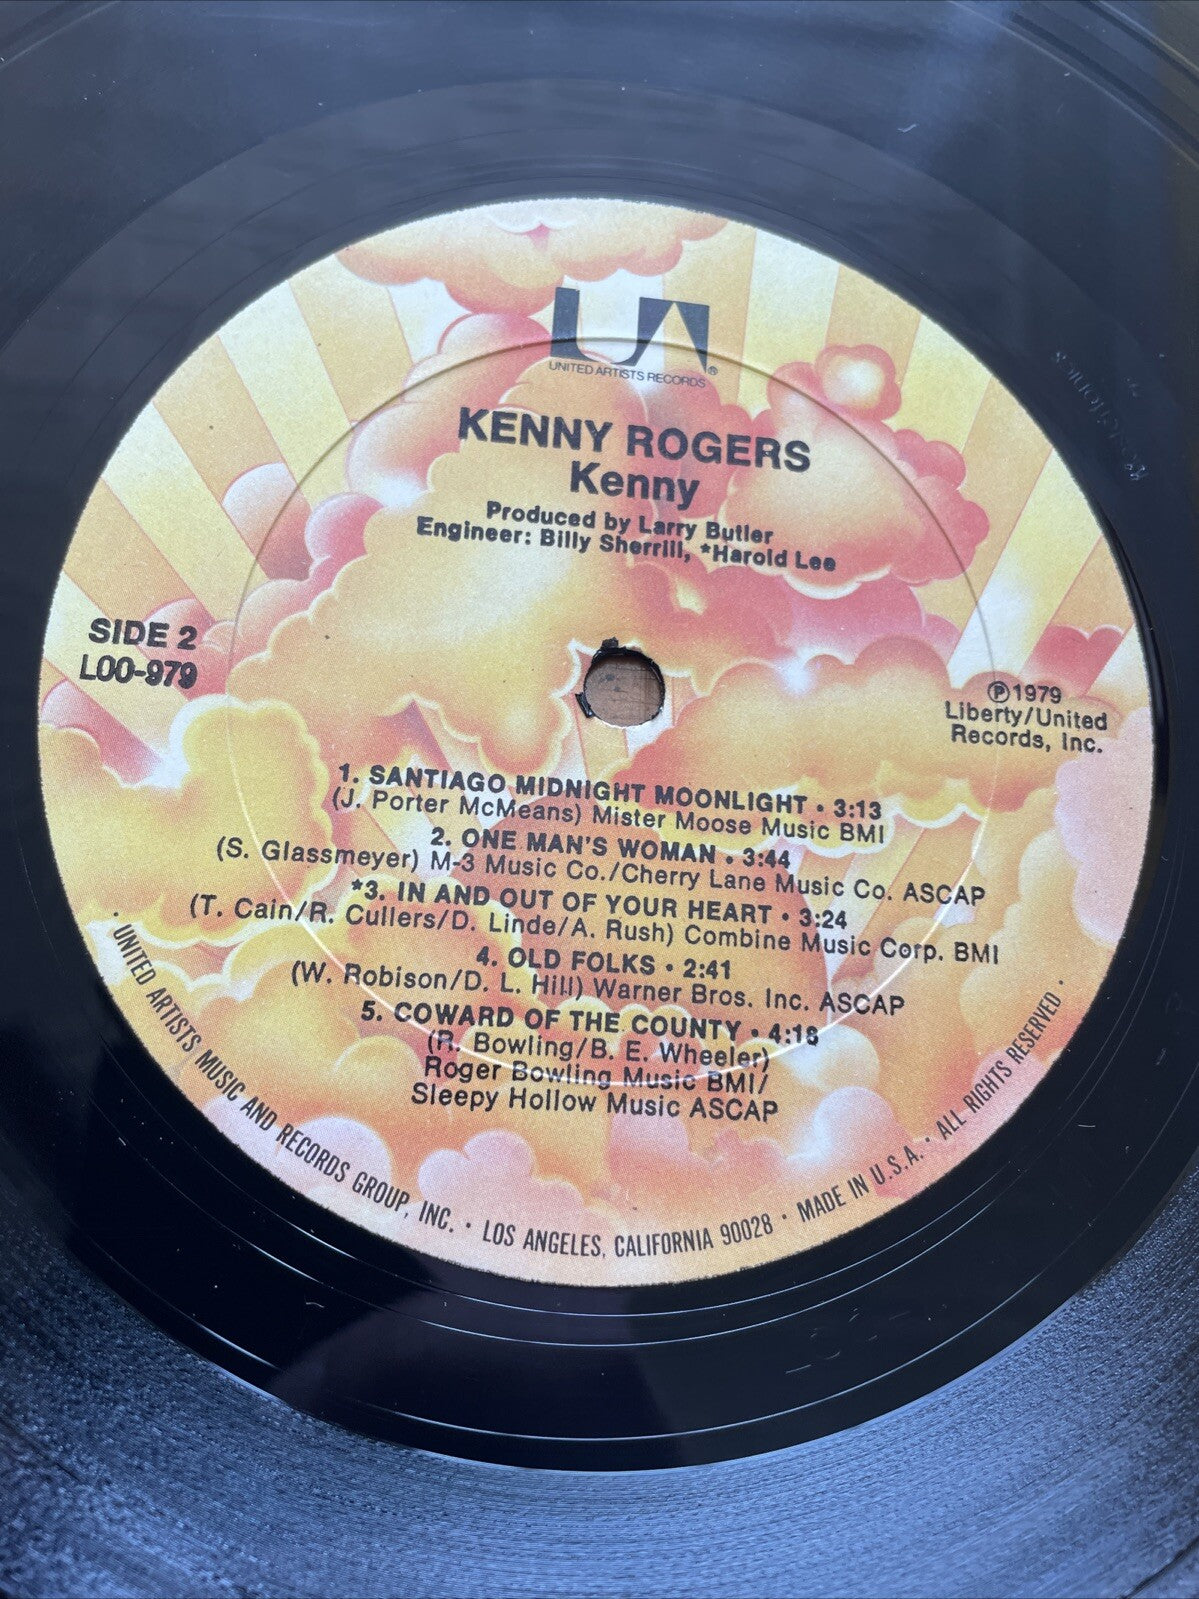 UA®
UNITED ARTISTS RECORDS
KENNY ROGERS
Kenny
Produced by Larry Butler
Engineer: Billy Sherrill, *Harold Lee
SIDE 2
LOO-979
℗1979
Liberty/United
Records, Inc.
1. SANTIAGO MIDNIGHT MOONLIGHT • 3:13
(J. Porter McMeans) Mister Moose Music BMI
2. ONE MAN'S WOMAN • 3:44
(S. Glassmeyer) M-3 Music Co./Cherry Lane Music Co. ASCAP
*3. IN AND OUT OF YOUR HEART • 3:24
(T. Cain/R. Cullers/D. Linde/A. Rush) Combine Music Corp. BMI
4. OLD FOLKS • 2:41
(W. Robison/D. L. Hill) Warner Bros. Inc. ASCAP
5. COWARD OF THE COUNTY • 4:18
(R. Bowling/B. E. Wheeler)
Roger Bowling Music BMI/
Sleepy Hollow Music ASCAP
• UNITED ARTISTS MUSIC AND RECORDS GROUP, INC. • LOS ANGELES, CALIFORNIA 90028 • MADE IN U.S.A. • ALL RIGHTS RESERVED •